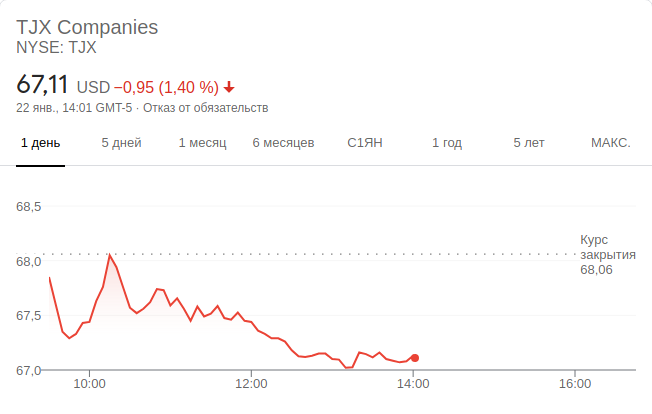 TJX Companies
NYSE: TJX
67,11 USD −0,95 (1,40 %)
22 янв., 14:01 GMT-5 · Отказ от обязательств
1 день 5 дней 1 месяц 6 месяцев С1ЯН 1 год 5 лет МАКС.
68,5
Курс
закрытия
68,06
68,0
67,5
67,0
10:00 12:00 14:00 16:00